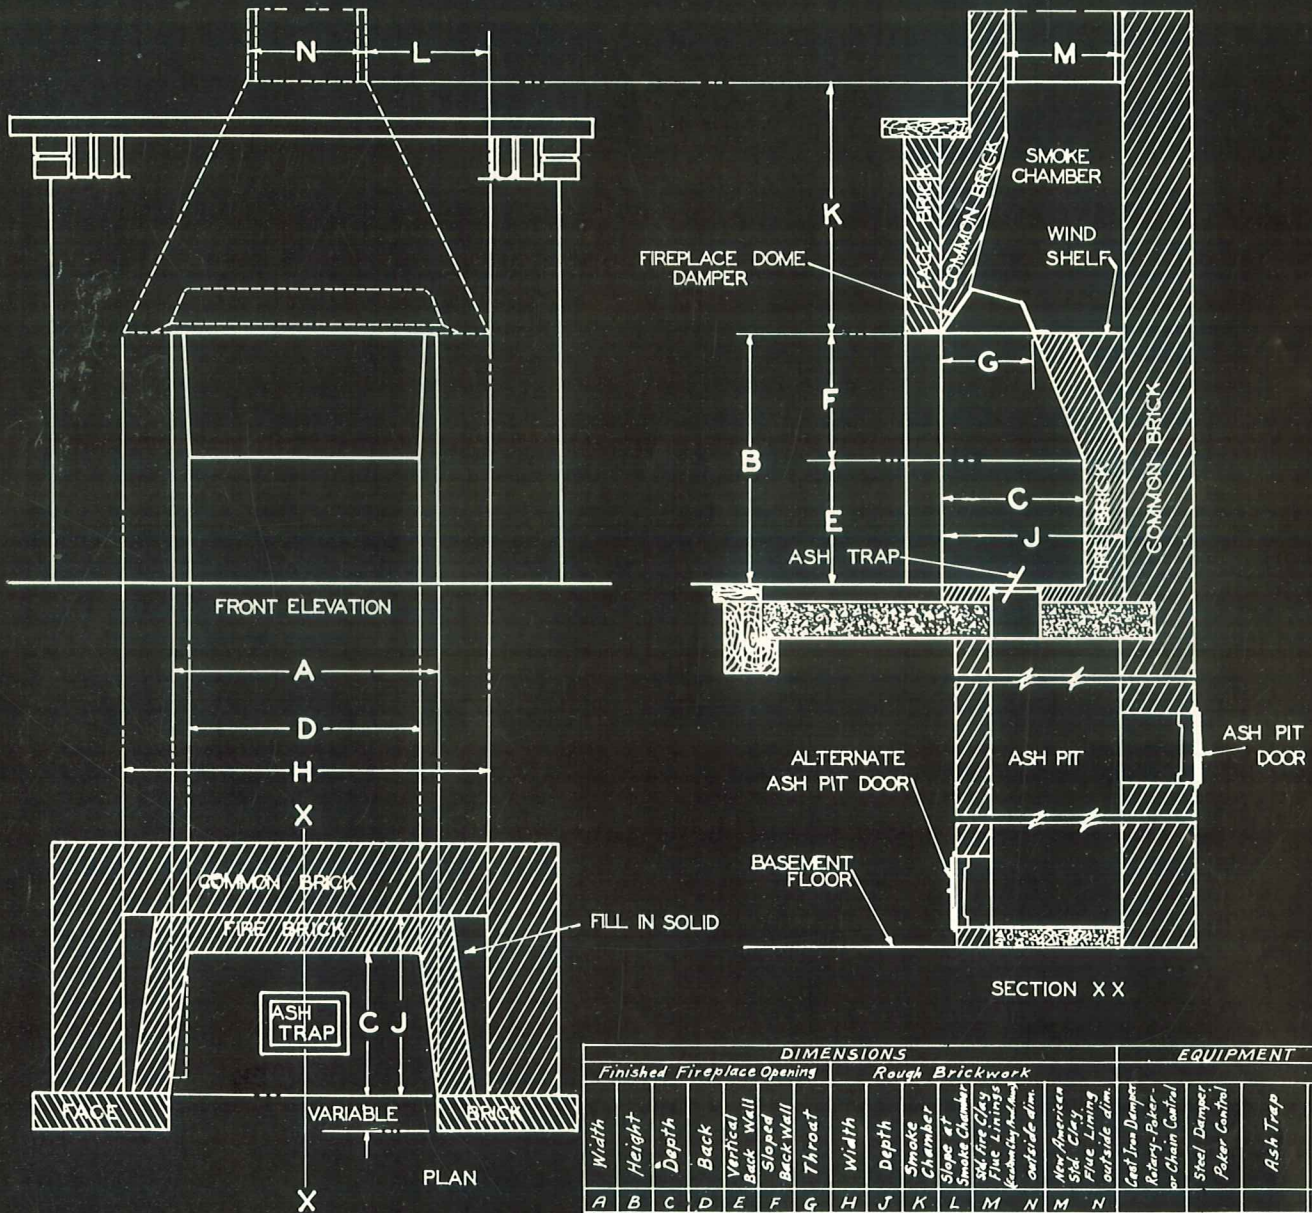 N
L
M
SMOKE
CHAMBER
FACE BRICK
COMMON BRICK
K
WIND
SHELF
FIREPLACE DOME
DAMPER
G
F
B
C
E
J
FIRE BRICK
COMMON BRICK
ASH TRAP
FRONT ELEVATION
A
D
H
X
ALTERNATE
ASH PIT DOOR
ASH PIT
ASH PIT
DOOR
BASEMENT
FLOOR
COMMON BRICK
FIRE BRICK
FILL IN SOLID
ASH
TRAP
C
J
SECTION X X
FACE
VARIABLE
BRICK
PLAN
X
DIMENSIONS
EQUIPMENT
Finished Fireplace Opening
Rough Brickwork
Width
Height
Depth
Back
Vertical
Back Wall
Sloped
Back Wall
Throat
Width
Depth
Smoke
Chamber
Slope at
Smoke Chamber
Std. Fire Clay
Flue Linings
outside dim.
New American
Std. Clay.
Flue Lining
outside dim.
Cast Iron Damper
Rotary-Poker-
or Chain Control
Steel Damper
Poker Control
Ash Trap
A B C D E F G H J K L M N M N